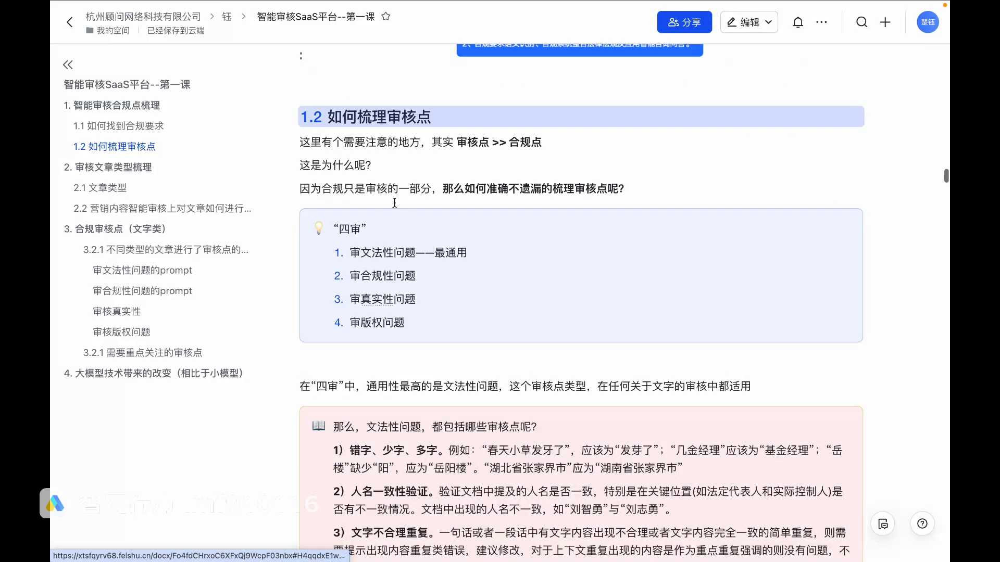 杭州顾问网络科技有限公司 > 钰 > 智能审核SaaS平台--第一课
我的空间 已经保存到云端
分享
编辑
楚钰
智能审核SaaS平台--第一课
1. 智能审核合规点梳理
1.1 如何找到合规要求
1.2 如何梳理审核点
2. 审核文章类型梳理
2.1 文章类型
2.2 营销内容智能审核上对文章如何进行...
3. 合规审核点（文字类）
3.2.1 不同类型的文章进行了审核点的...
审文法性问题的prompt
审合规性问题的prompt
审核真实性
审核版权问题
3.2.1 需要重点关注的审核点
4. 大模型技术带来的改变（相比于小模型）
:
1.2 如何梳理审核点
这里有个需要注意的地方，其实 审核点 >> 合规点
这是为什么呢?
因为合规只是审核的一部分，那么如何准确不遗漏的梳理审核点呢?
“四审”
1. 审文法性问题——最通用
2. 审合规性问题
3. 审真实性问题
4. 审版权问题
在“四审”中，通用性最高的是文法性问题，这个审核点类型，在任何关于文字的审核中都适用
那么，文法性问题，都包括哪些审核点呢?
1）错字、少字、多字。例如：“春天小草发牙了”，应该为“发芽了”；“几金经理”应该为“基金经理”；“岳
楼”缺少“阳”，应为“岳阳楼”。“湖北省张家界市”应为“湖南省张家界市”
2）人名一致性验证。验证文档中提及的人名是否一致，特别是在关键位置(如法定代表人和实际控制人)是
否有不一致情况。文档中出现的人名不一致，如“刘智勇”与“刘志勇”。
3）文字不合理重复。一句话或者一段话中有文字内容出现不合理或者文字内容完全一致的简单重复，则需
要提示出现内容重复类错误，建议修改，对于上下文重复出现的内容是作为重点重复强调的则没有问题，不
https://xtsfqyrv68.feishu.cn/docx/Fo4fdCHrxoC6XFxQj9WcpF03nbx#H4qqdxE1w...